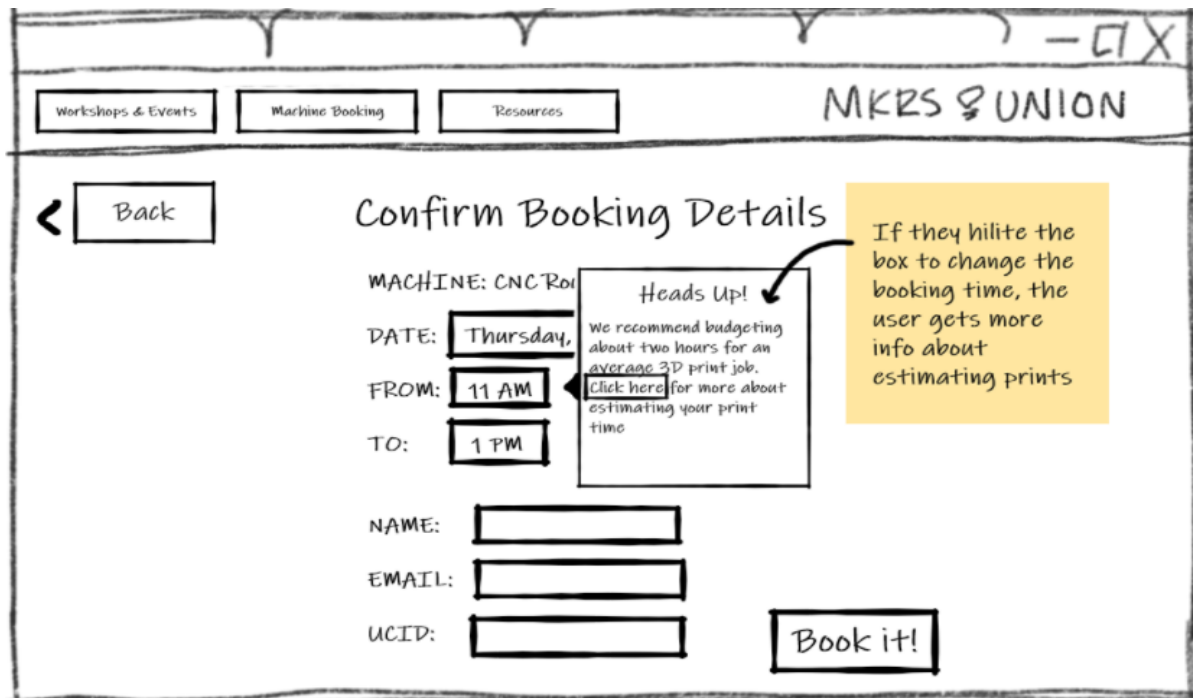 Workshops & Events
Machine Booking
Resources
MKRS UNION
Back
Confirm Booking Details
MACHINE: CNC Rou
DATE: Thursday,
FROM: 11 AM
TO: 1 PM
Heads Up!
We recommend budgeting
about two hours for an
average 3D print job.
Click here for more about
estimating your print
time
If they hilite the
box to change the
booking time, the
user gets more
info about
estimating prints
NAME:
EMAIL:
UCID:
Book it!